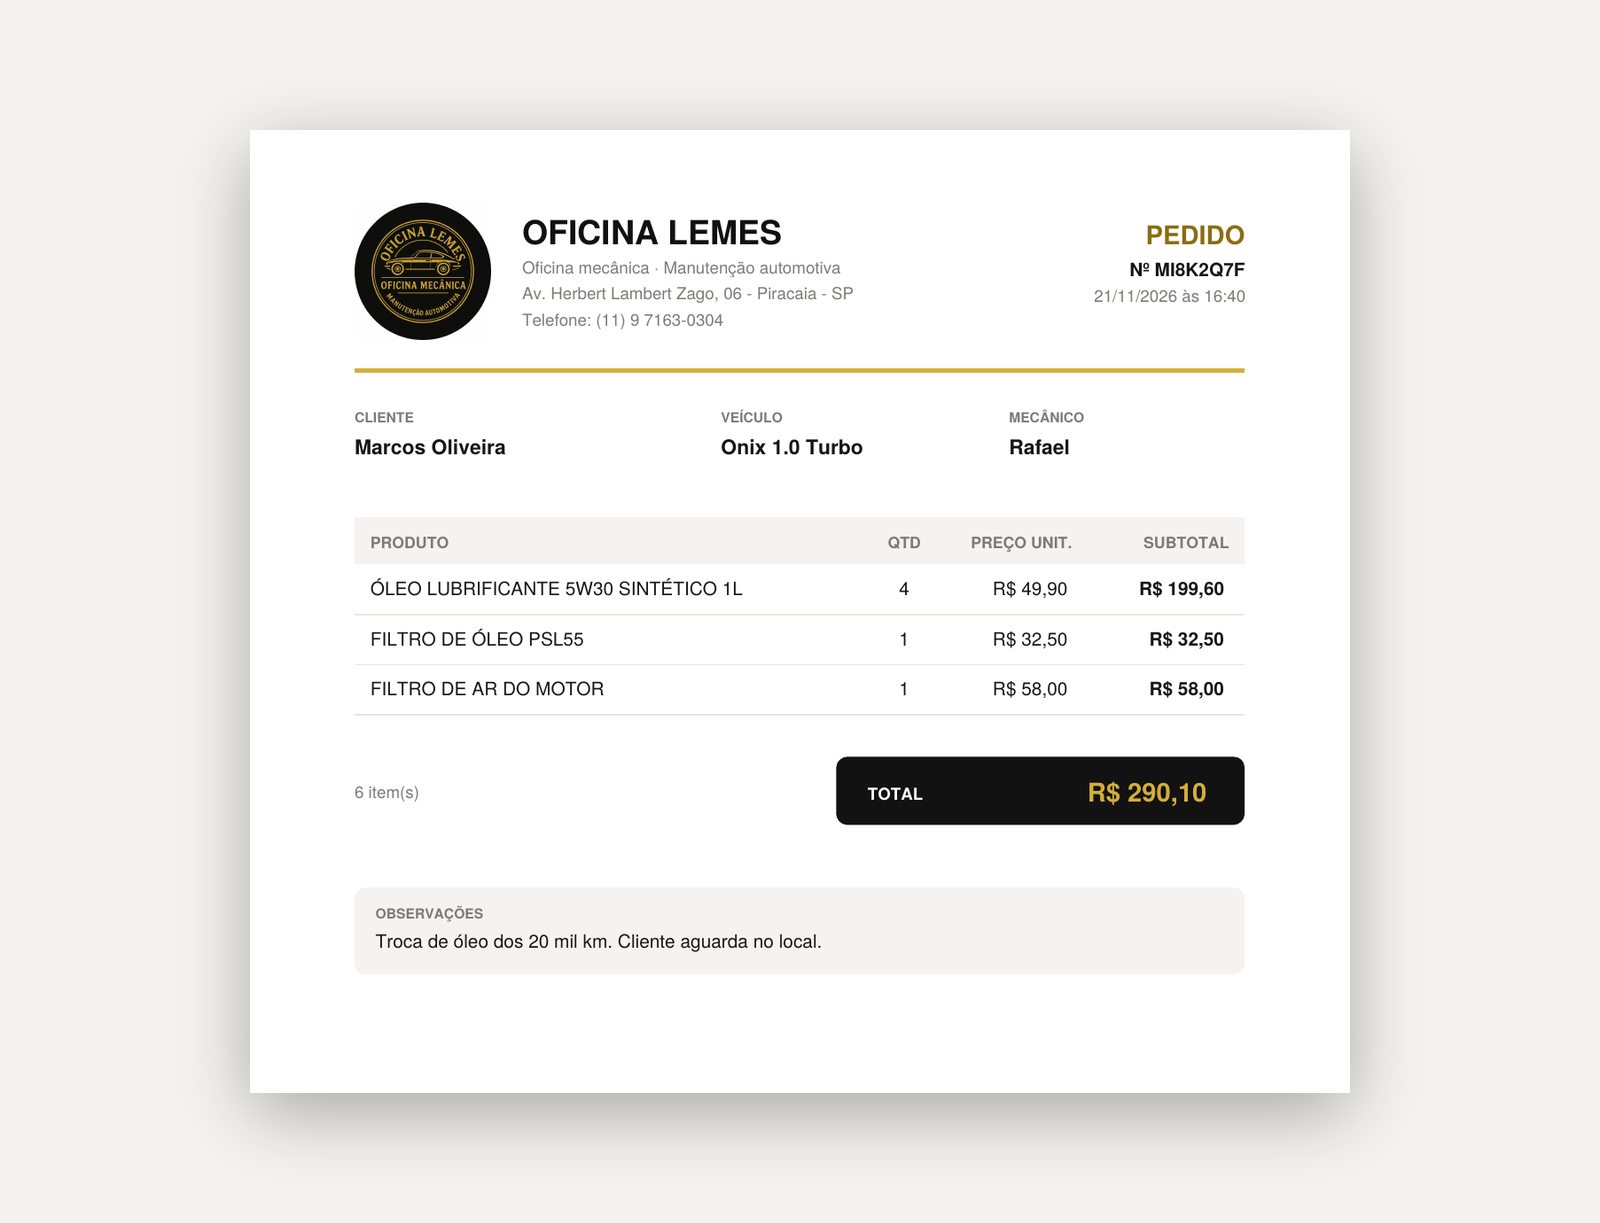 OFICINA LEMES
OFICINA MECÂNICA
MANUTENÇÃO AUTOMOTIVA
OFICINA LEMES
Oficina mecânica · Manutenção automotiva
Av. Herbert Lambert Zago, 06 - Piracaia - SP
Telefone: (11) 9 7163-0304
PEDIDO
Nº MI8K2Q7F
21/11/2026 às 16:40
CLIENTE VEÍCULO MECÂNICO
Marcos Oliveira Onix 1.0 Turbo Rafael
PRODUTO QTD PREÇO UNIT. SUBTOTAL
ÓLEO LUBRIFICANTE 5W30 SINTÉTICO 1L 4 R$ 49,90 R$ 199,60
FILTRO DE ÓLEO PSL55 1 R$ 32,50 R$ 32,50
FILTRO DE AR DO MOTOR 1 R$ 58,00 R$ 58,00
6 item(s) TOTAL R$ 290,10
OBSERVAÇÕES
Troca de óleo dos 20 mil km. Cliente aguarda no local.